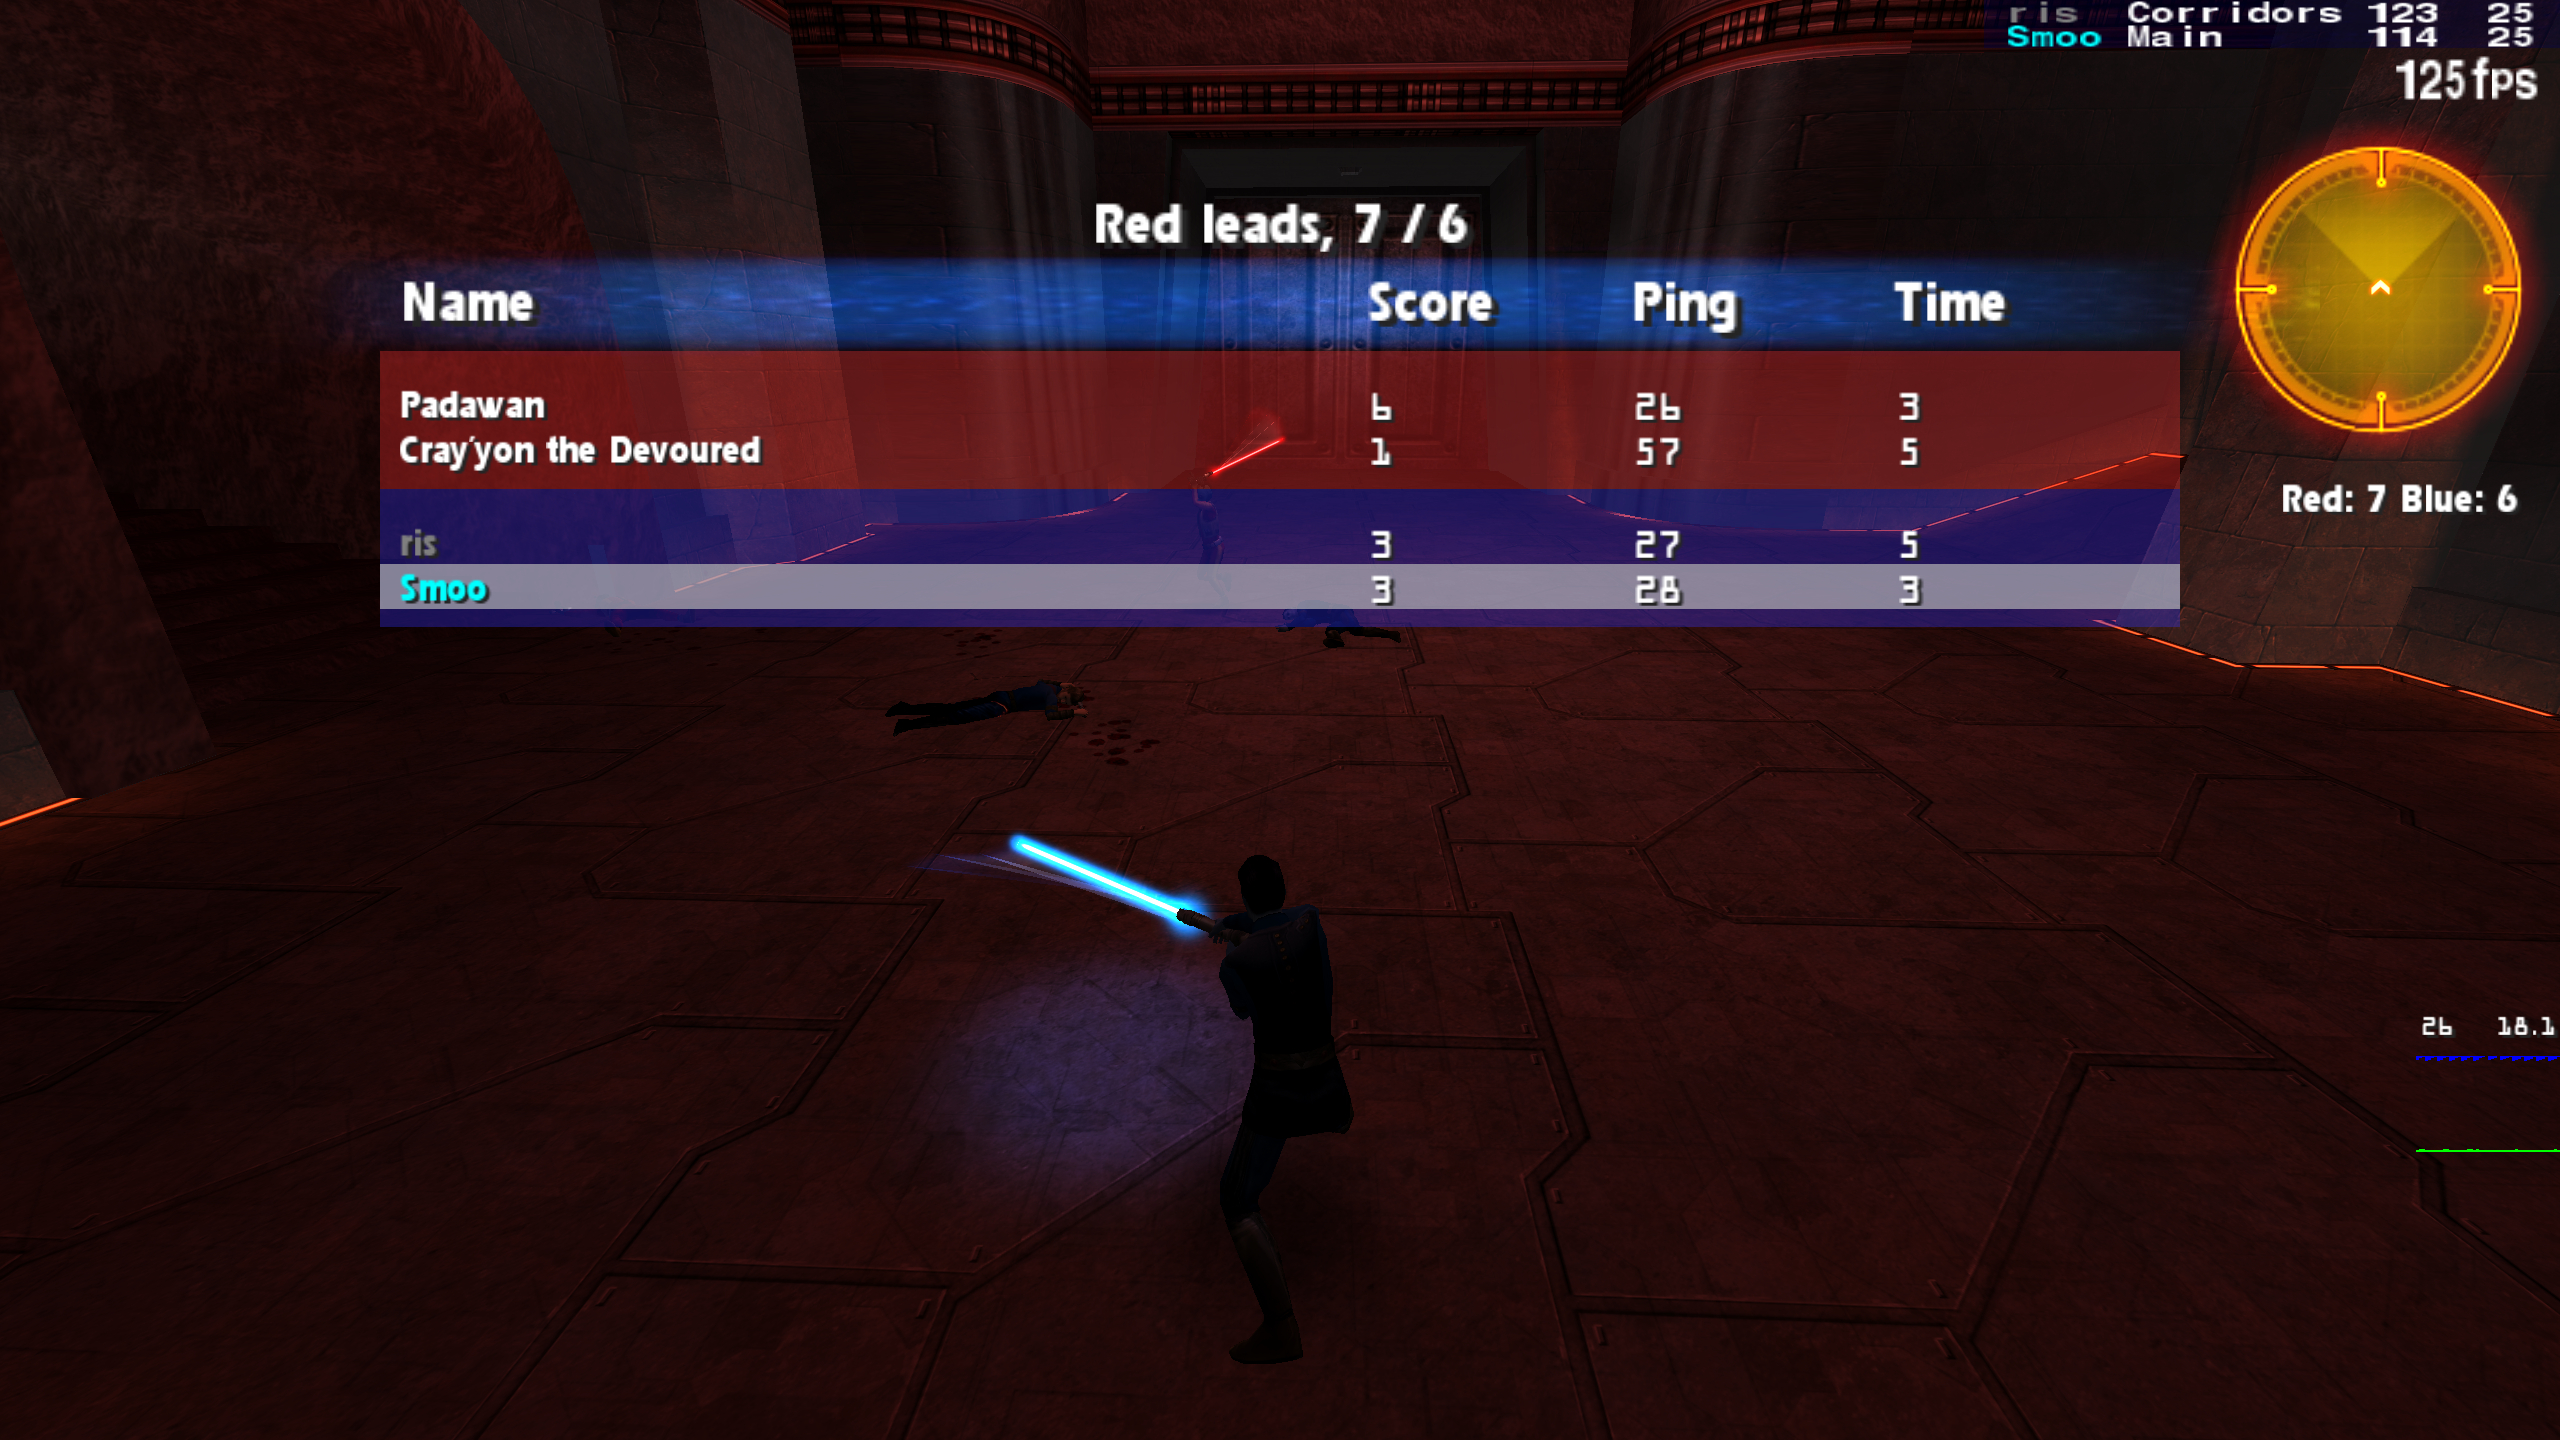 ris Corridors 123 25
Smoo Main 114 25
125fps
Red leads, 7 / 6
Name Score Ping Time
Padawan 6 26 3
Cray'yon the Devoured 1 57 5
Red: 7 Blue: 6
ris 3 27 5
Smoo 3 28 3
26 18.1